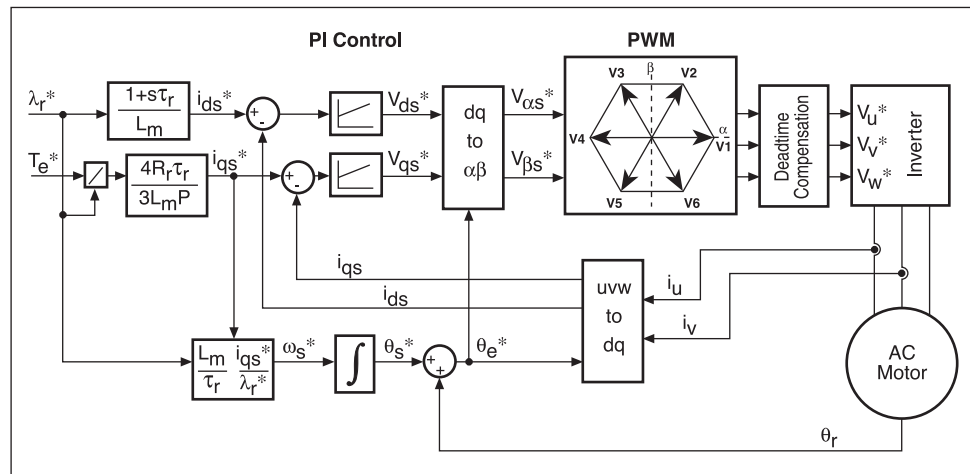 PI Control
PWM
λr*
1+sτr
Lm
ids*
+
-
Vds*
dq
to
αβ
Vαs*
V3
β
V2
V4
α
V1
V5
V6
Deadtime
Compensation
Vu*
Vv*
Vw*
Inverter
Te*
4Rrτr
3LmP
iqs*
+
-
Vqs*
Vβs*
iqs
ids
uvw
to
dq
iu
iv
Lm iqs*
τr λr*
ωs*
∫
θs*
+
+
θe*
AC
Motor
θr